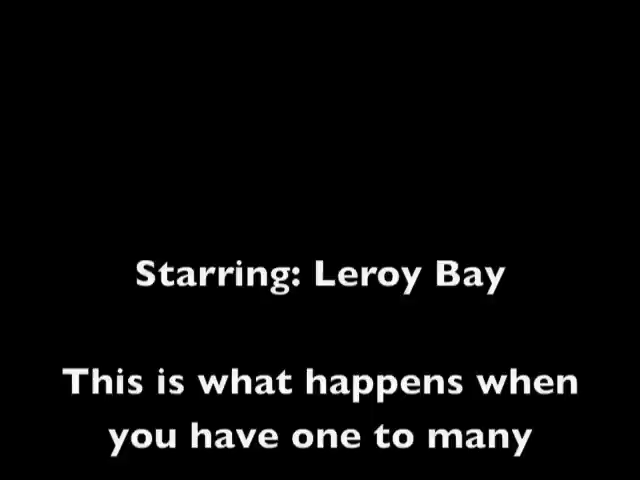 Starring: Leroy Bay
This is what happens when
you have one to many